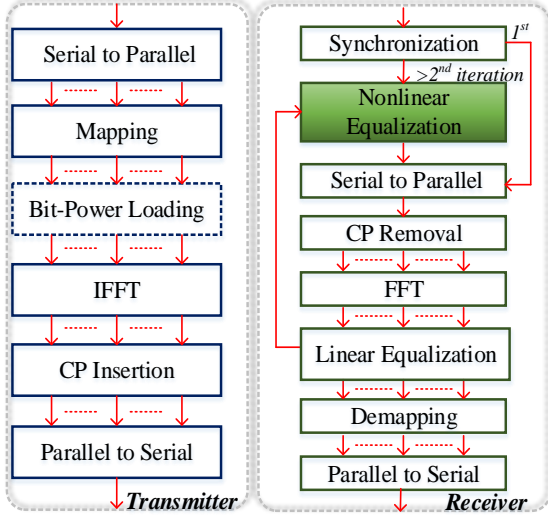 Serial to Parallel
Mapping
Bit-Power Loading
IFFT
CP Insertion
Parallel to Serial
Transmitter
Synchronization
1st
>2nd iteration
Nonlinear
Equalization
Serial to Parallel
CP Removal
FFT
Linear Equalization
Demapping
Parallel to Serial
Receiver